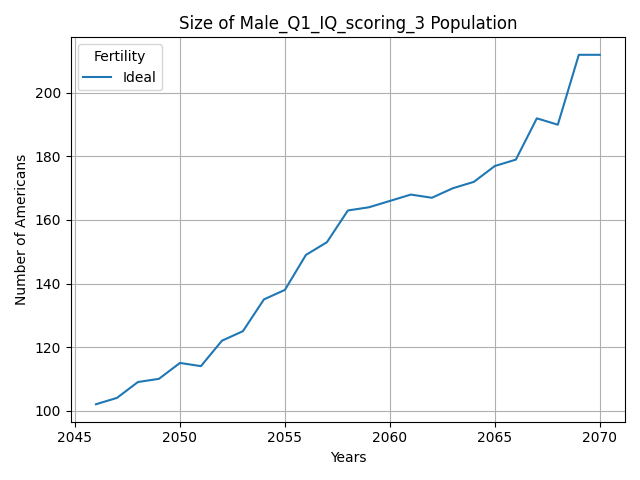 Size of Male_Q1_IQ_scoring_3 Population
Fertility
Ideal
Number of Americans
200
180
160
140
120
100
2045
2050
2055
2060
2065
2070
Years